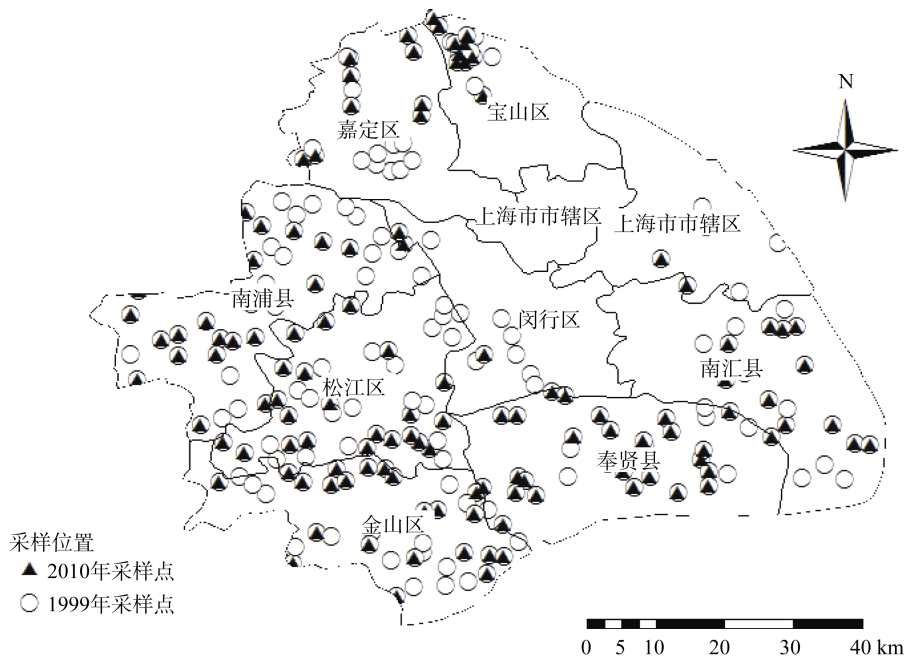 N
宝山区
嘉定区
上海市市辖区
上海市市辖区
南浦县
闵行区
南汇县
松江区
奉贤县
金山区
采样位置
2010年采样点
1999年采样点
0 5 10 20 30 40 km